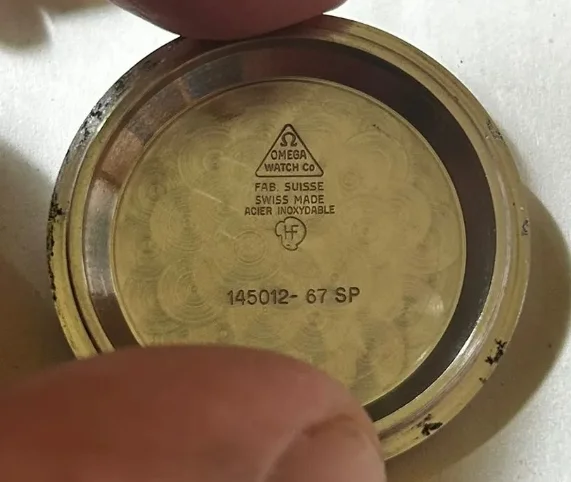 Ω
OMEGA
WATCH Co
FAB. SUISSE
SWISS MADE
ACIER INOXYDABLE
HF
145012- 67 SP